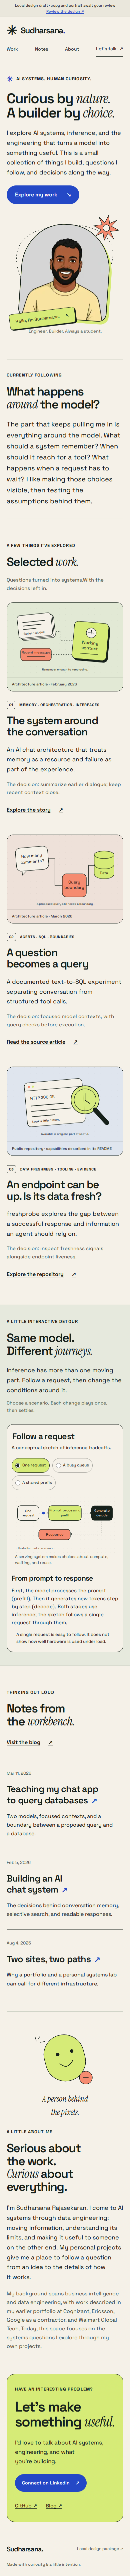 Local design draft · copy and portrait await your review
Review the design ↗
Sudharsana.
Work
Notes
About
Let's talk ↗
AI SYSTEMS. HUMAN CURIOSITY.
Curious by nature.
A builder by choice.
I explore AI systems, inference, and the
engineering that turns a model into
something useful. This is a small
collection of things I build, questions I
follow, and decisions along the way.
Explore my work ↘
Hello, I'm Sudharsana
Engineer. Builder. Always a student.
CURRENTLY FOLLOWING
What happens
around the model?
The part that keeps pulling me in is
everything around the model. What
should a system remember? When
should it reach for a tool? What
happens when a request has to
wait? I like making those choices
visible, then testing the
assumptions behind them.
A FEW THINGS I'VE EXPLORED
Selected work.
Questions turned into systems.With the
decisions left in.
Working
context
Remember enough to keep going.
Architecture article · February 2026
01 MEMORY · ORCHESTRATION · INTERFACES
The system around
the conversation
An AI chat architecture that treats
memory as a resource and failure as
part of the experience.
The decision: summarize earlier dialogue; keep
recent context close.
Explore the story ↗
How many
comments?
Query
boundary
Data
Architecture article · March 2026
02 AGENTS · SQL · BOUNDARIES
A question
becomes a query
A documented text-to-SQL experiment
separating conversation from
structured tool calls.
The decision: focused model contexts, with
query checks before execution.
Read the source article ↗
HTTP 200 OK
Public repository · capabilities described in its README
03 DATA FRESHNESS · TOOLING · EVIDENCE
An endpoint can be
up. Is its data fresh?
freshprobe explores the gap between
a successful response and information
an agent should rely on.
The decision: inspect freshness signals
alongside endpoint liveness.
Explore the repository ↗
A LITTLE INTERACTIVE DETOUR
Same model.
Different journeys.
Inference has one more moving
part. Follow a request, then change the
conditions around it.
Choose a scenario. Each change plays once,
then settles.
Follow a request
A conceptual sketch of inference tradeoffs.
One request
A busy queue
A shared prefix
One
request
Prompt processing
path
Generate
tokens
Response
A serving system makes choices about compute,
waiting, and reuse.
From prompt to response
First, the model processes the prompt
(prefill). Then it generates new tokens step
by step (decode). Both stages use
inference; the sketch follows a single
request through them.
A single request is easy to follow. It does not
show how well hardware is used under load.
THINKING OUT LOUD
Notes from
the workbench.
Visit the blog ↗
Mar 11, 2026
Teaching my chat app
to query databases ↗
Two models, focused contexts, and a
boundary between a proposed query and
a database.
Feb 5, 2026
Building an AI
chat system ↗
The decisions behind conversation memory,
selective search, and readable responses.
Aug 4, 2025
Two sites, two paths ↗
Why a portfolio and a personal systems lab
can call for different infrastructure.
A person behind
the pixels.
A LITTLE ABOUT ME
Serious about
the work.
Curious about
everything.
I'm Sudharsana Rajasekaran. I come to AI
systems through data engineering:
moving information, understanding its
limits, and making it useful to someone
on the other end. My personal projects
give me a place to follow a question
from an idea to the details of how
it works.
My background spans business intelligence
and data engineering, with work described in
my earlier portfolio at Cognizant, Ericsson,
Google as a contractor, and Walmart Global
Tech. Today, this space focuses on the
systems questions I explore through my
own projects.
HAVE AN INTERESTING PROBLEM?
Let's make
something useful.
I'd love to talk about AI systems,
engineering, and what
you're building.
Connect on LinkedIn ↗
GitHub ↗
Blog ↗
Sudharsana.
Local design package ↗
Made with curiosity & a little intention.